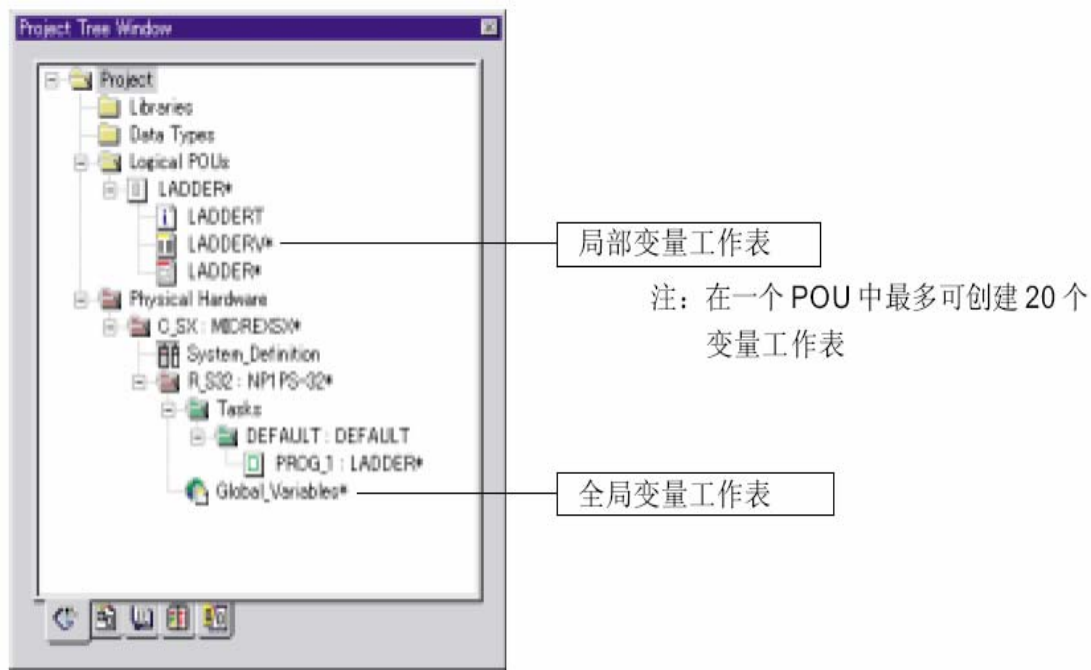 Project Tree Window
Project
Libraries
Data Types
Logical POUs
LADDER*
LADDERT
LADDERV*
LADDER*
Physical Hardware
C_SX : MICREXSX*
System_Definition
R_S32 : NP1PS-32*
Tasks
DEFAULT : DEFAULT
PROG_1 : LADDER*
Global_Variables*
局部变量工作表
注：在一个 POU 中最多可创建 20 个
变量工作表
全局变量工作表